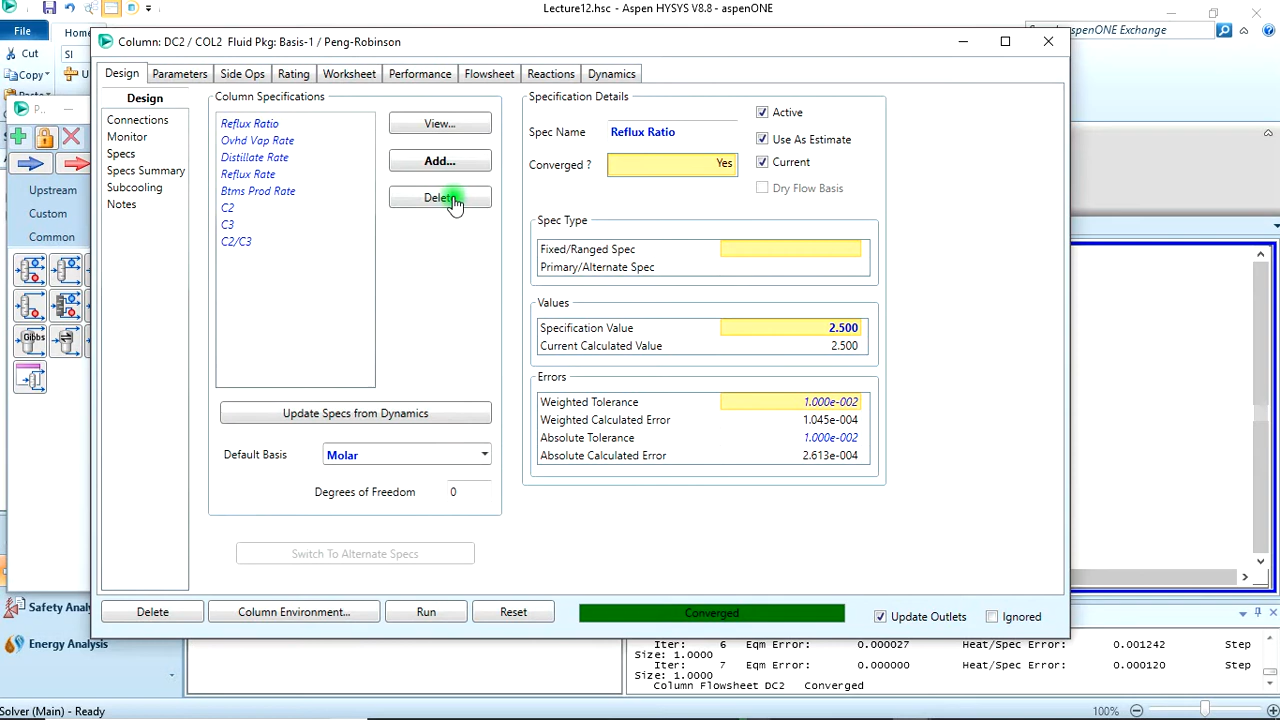 Lecture12.hsc - Aspen HYSYS V8.8 - aspenONE
File
Home
Cut
SI
Copy
Column: DC2 / COL2 Fluid Pkg: Basis-1 / Peng-Robinson
aspenONE Exchange
Design
Parameters
Side Ops
Rating
Worksheet
Performance
Flowsheet
Reactions
Dynamics
P..
Upstream
Custom
Common
Gibbs
Design
Connections
Monitor
Specs
Specs Summary
Subcooling
Notes
Column Specifications
Reflux Ratio
Ovhd Vap Rate
Distillate Rate
Reflux Rate
Btms Prod Rate
C2
C3
C2/C3
View...
Add...
Delete
Update Specs from Dynamics
Default Basis
Molar
Degrees of Freedom 0
Switch To Alternate Specs
Specification Details
Spec Name Reflux Ratio
Converged ? Yes
Active
Use As Estimate
Current
Dry Flow Basis
Spec Type
Fixed/Ranged Spec
Primary/Alternate Spec
Values
Specification Value 2.500
Current Calculated Value 2.500
Errors
Weighted Tolerance 1.000e-002
Weighted Calculated Error 1.045e-004
Absolute Tolerance 1.000e-002
Absolute Calculated Error 2.613e-004
Delete
Column Environment...
Run
Reset
Converged
Update Outlets
Ignored
Safety Analy
Energy Analysis
Iter: 6 Eqm Error: 0.000027 Heat/Spec Error: 0.001242 Step
Size: 1.0000
Iter: 7 Eqm Error: 0.000000 Heat/Spec Error: 0.000120 Step
Size: 1.0000
Column Flowsheet DC2 Converged
Solver (Main) - Ready
100%